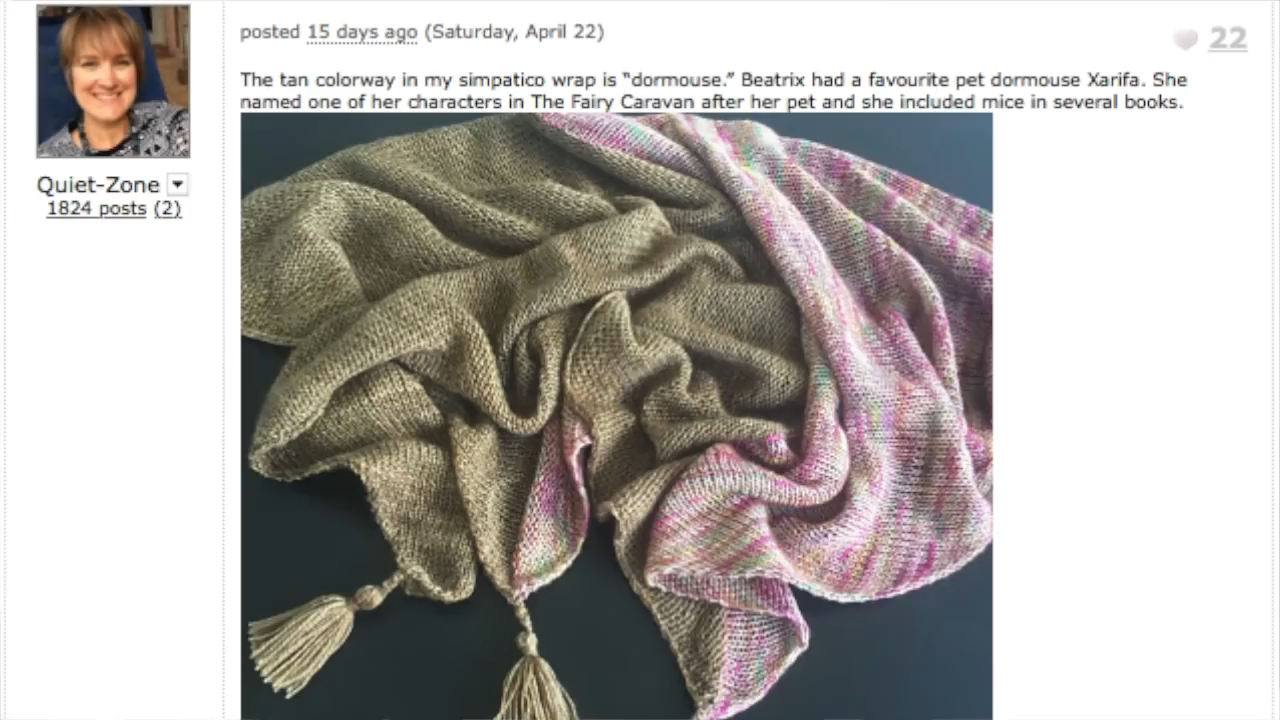 posted 15 days ago (Saturday, April 22)
22
The tan colorway in my simpatico wrap is “dormouse.” Beatrix had a favourite pet dormouse Xarifa. She
named one of her characters in The Fairy Caravan after her pet and she included mice in several books.
Quiet-Zone
1824 posts (2)